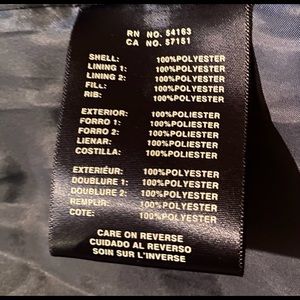 RN NO. 54163
CA NO. 57151
SHELL: 100%POLYESTER
LINING 1: 100%POLYESTER
LINING 2: 100%POLYESTER
FILL: 100%POLYESTER
RIB: 100%POLYESTER
EXTERIOR: 100%POLIESTER
FORRO 1: 100%POLIESTER
FORRO 2: 100%POLIESTER
LIENAR: 100%POLIESTER
COSTILLA: 100%POLIESTER
EXTERIÉUR: 100%POLYESTER
DOUBLURE 1: 100%POLYESTER
DOUBLURE 2: 100%POLYESTER
REMPLIR: 100%POLYESTER
COTE: 100%POLYESTER
CARE ON REVERSE
CUIDADO AL REVERSO
SOIN SUR L'INVERSE